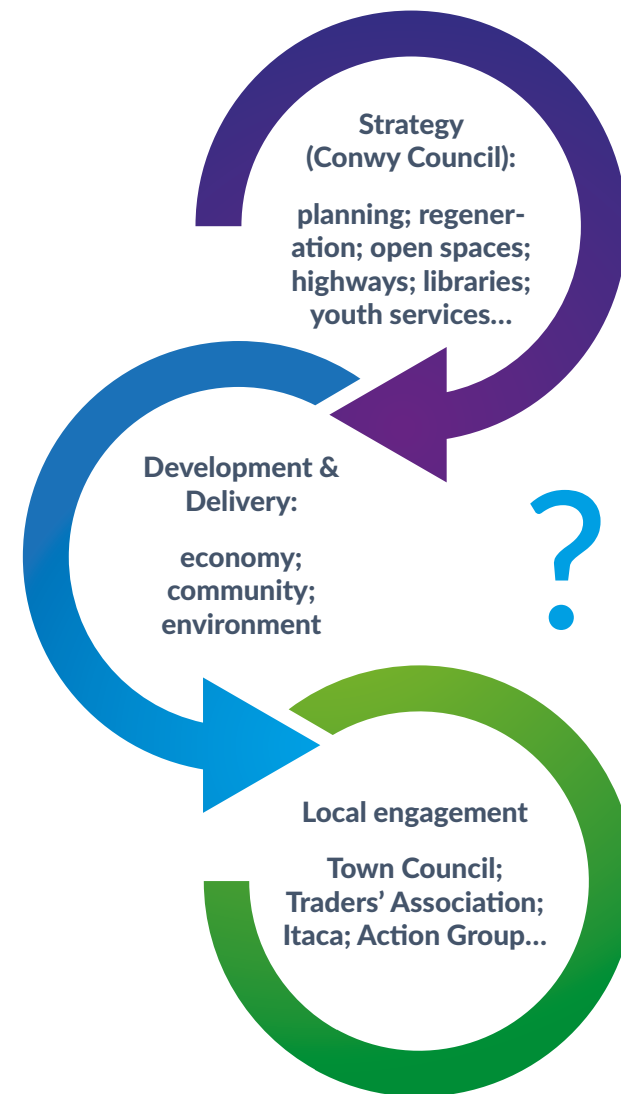 Strategy
(Conwy Council):
planning; regener-
ation; open spaces;
highways; libraries;
youth services...
Development &
Delivery:
economy;
community;
environment
?
Local engagement
Town Council;
Traders’ Association;
Itaca; Action Group...